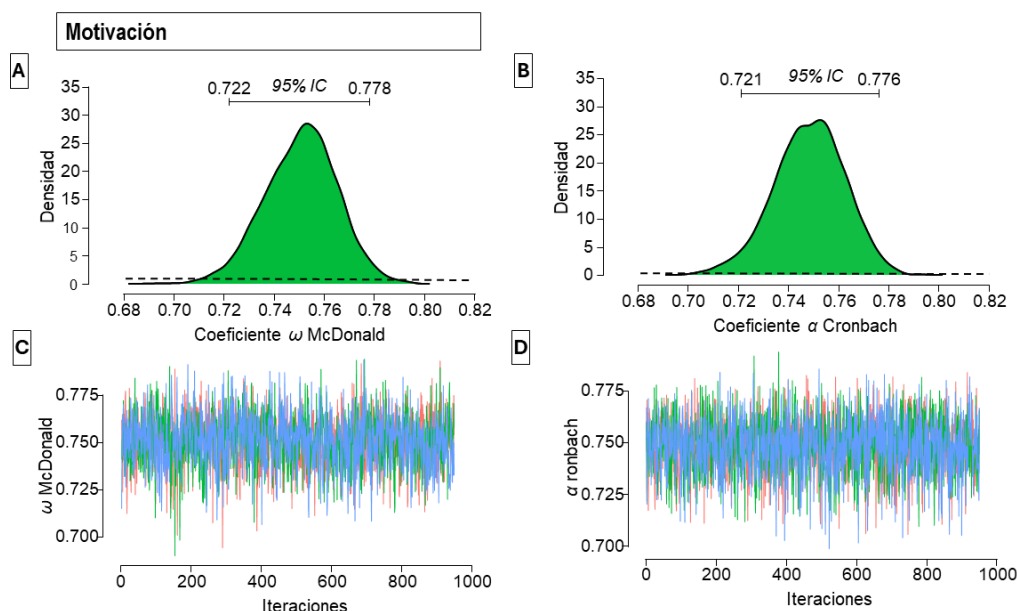 Motivación
A
0.722 95% IC 0.778
35
30
25
20
15
10
5
0
Densidad
0.68 0.70 0.72 0.74 0.76 0.78 0.80 0.82
Coeficiente ω McDonald
B
0.721 95% IC 0.776
35
30
25
20
15
10
5
0
Densidad
0.68 0.70 0.72 0.74 0.76 0.78 0.80 0.82
Coeficiente α Cronbach
C
0.775
0.750
0.725
0.700
ω McDonald
0 200 400 600 800 1000
Iteraciones
D
0.775
0.750
0.725
0.700
α ronbach
0 200 400 600 800 1000
Iteraciones